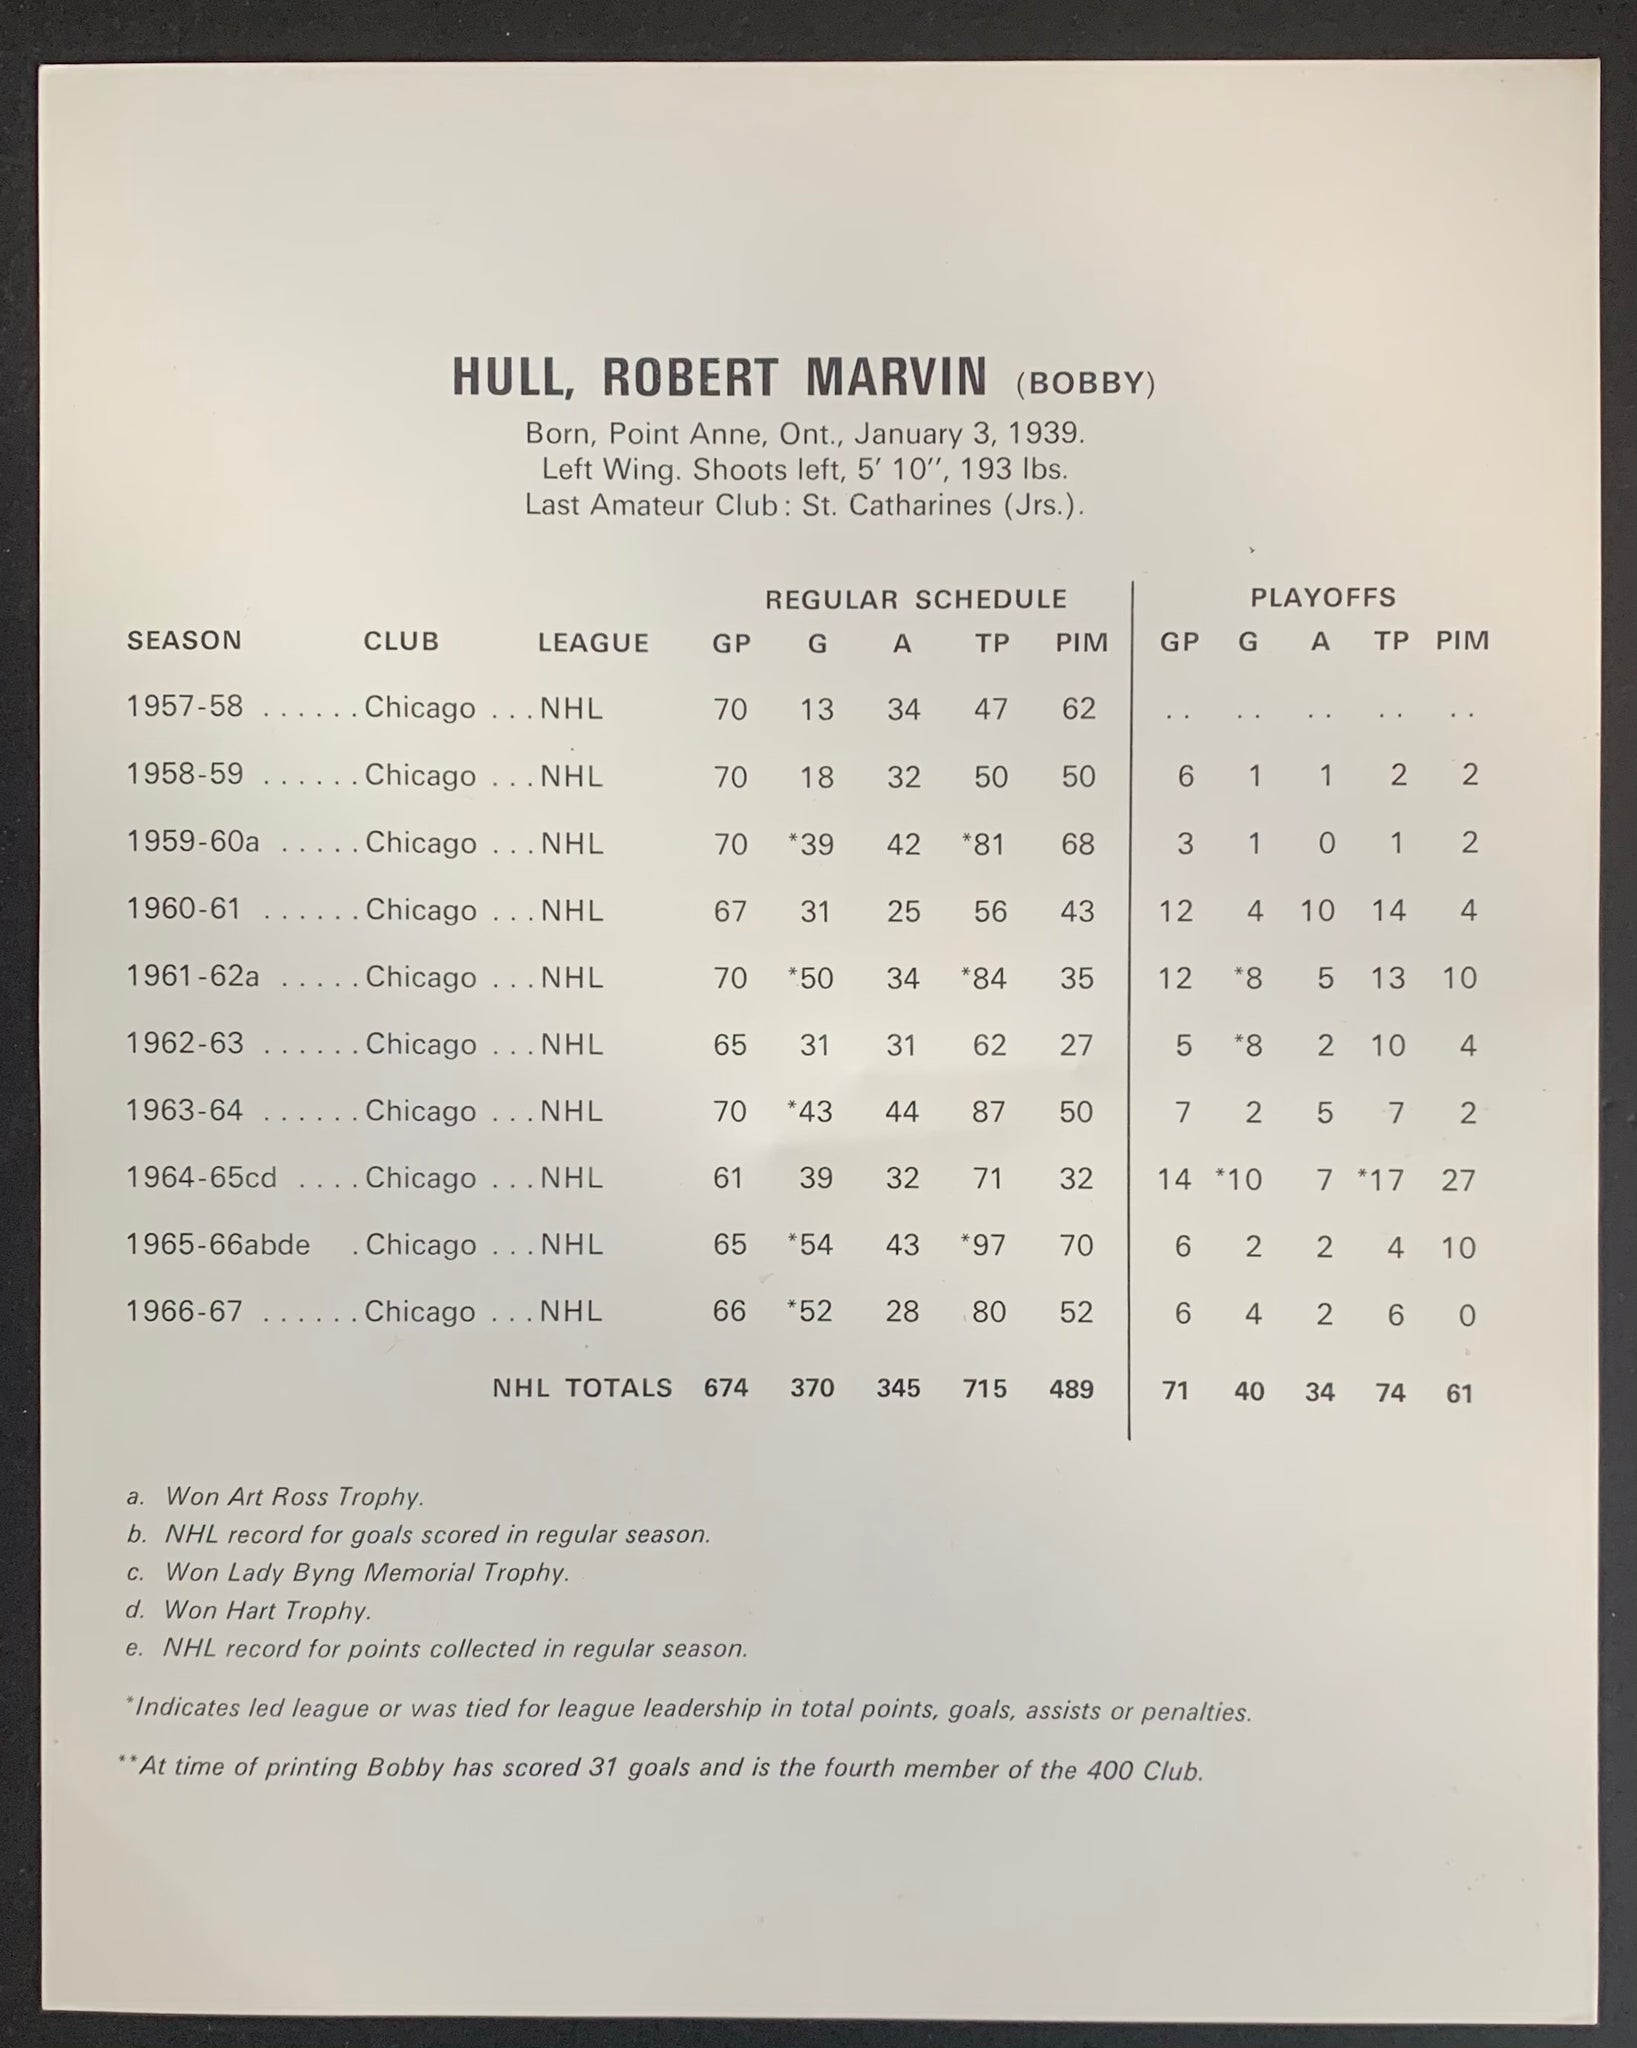 HULL, ROBERT MARVIN (BOBBY)
Born, Point Anne, Ont., January 3, 1939.
Left Wing. Shoots left, 5′ 10′′, 193 lbs.
Last Amateur Club: St. Catharines (Jrs.).
REGULAR SCHEDULE PLAYOFFS
SEASON CLUB LEAGUE GP G A TP PIM GP G A TP PIM
1957-58 ......Chicago ...NHL 70 13 34 47 62 .. .. .. .. ..
1958-59 ......Chicago ...NHL 70 18 32 50 50 6 1 1 2 2
1959-60a .....Chicago ...NHL 70 *39 42 *81 68 3 1 0 1 2
1960-61 ......Chicago ...NHL 67 31 25 56 43 12 4 10 14 4
1961-62a .....Chicago ...NHL 70 *50 34 *84 35 12 *8 5 13 10
1962-63 ......Chicago ...NHL 65 31 31 62 27 5 *8 2 10 4
1963-64 ......Chicago ...NHL 70 *43 44 87 50 7 2 5 7 2
1964-65cd ....Chicago ...NHL 61 39 32 71 32 14 *10 7 *17 27
1965-66abde .Chicago ...NHL 65 *54 43 *97 70 6 2 2 4 10
1966-67 ......Chicago ...NHL 66 *52 28 80 52 6 4 2 6 0
NHL TOTALS 674 370 345 715 489 71 40 34 74 61
a. Won Art Ross Trophy.
b. NHL record for goals scored in regular season.
c. Won Lady Byng Memorial Trophy.
d. Won Hart Trophy.
e. NHL record for points collected in regular season.
*Indicates led league or was tied for league leadership in total points, goals, assists or penalties.
**At time of printing Bobby has scored 31 goals and is the fourth member of the 400 Club.